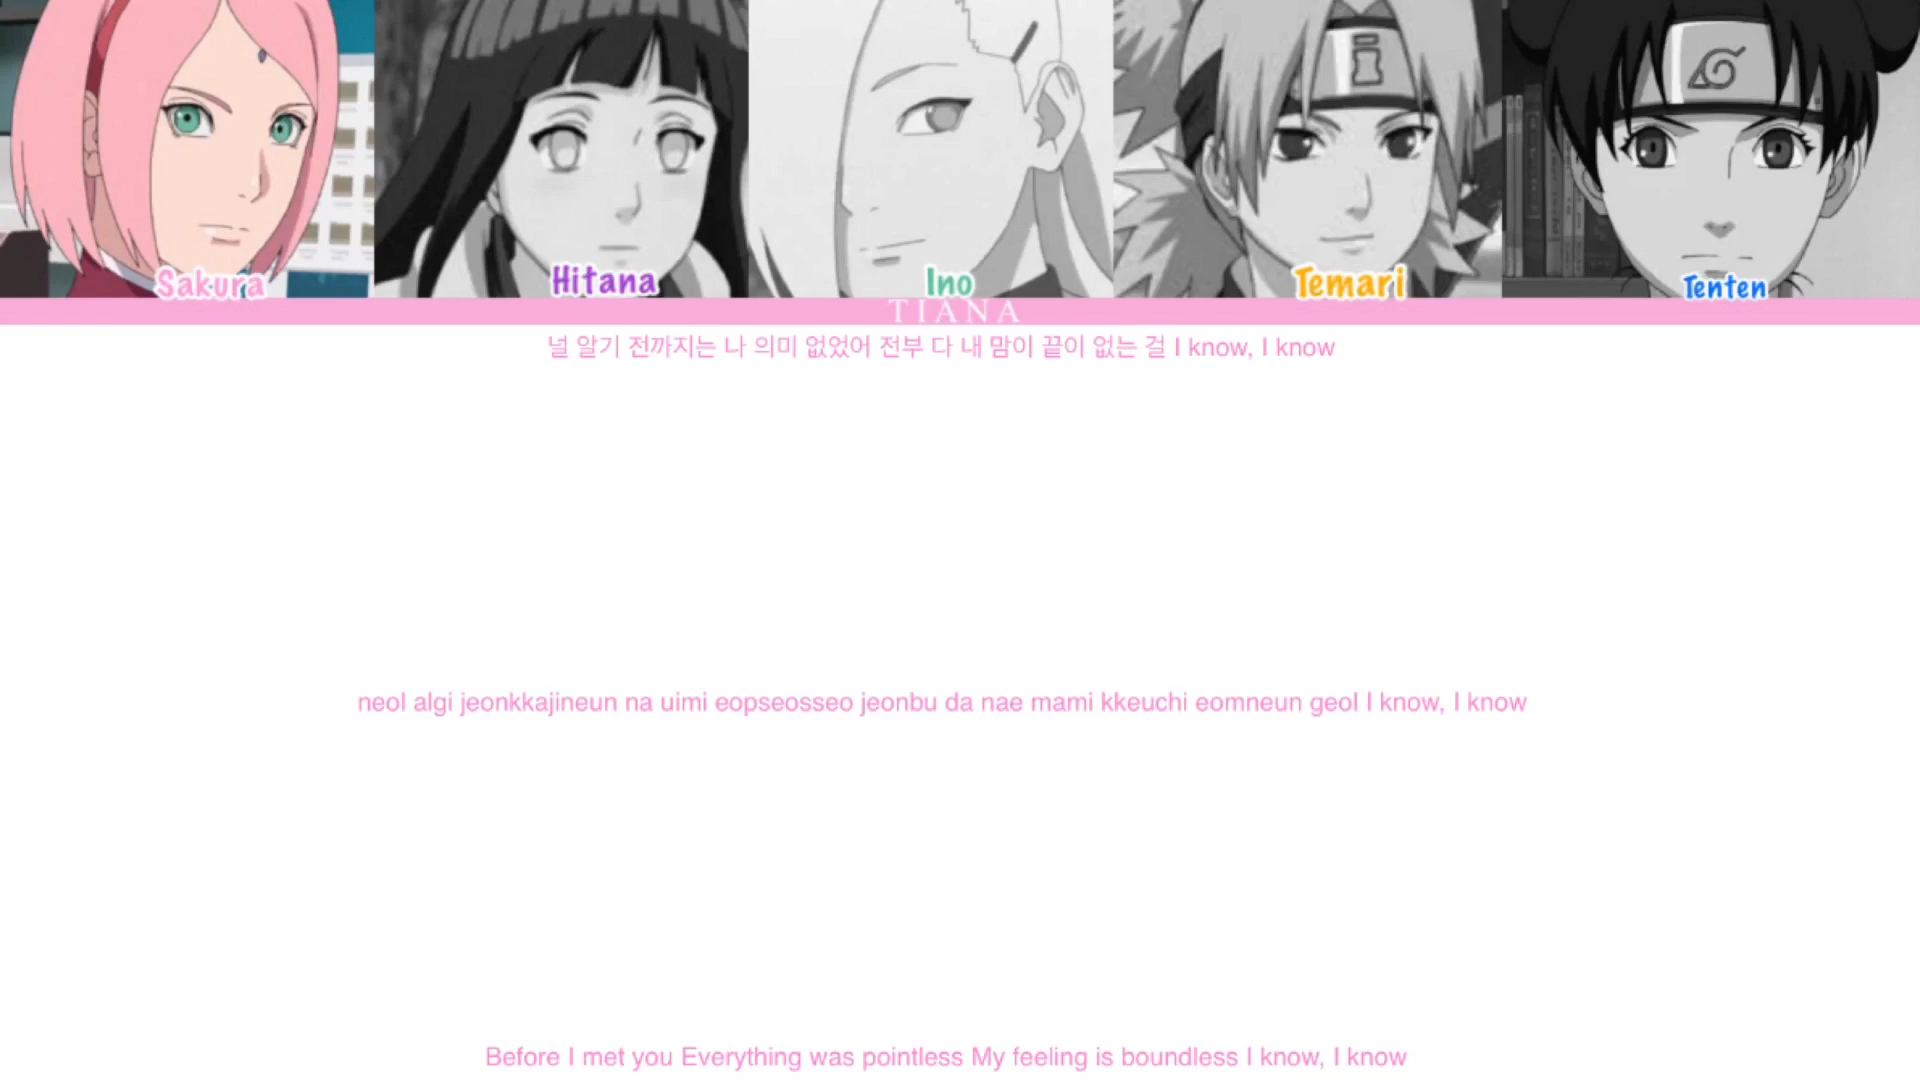 Sakura
Hitana
Ino
Temari
Tenten
TIANA
널 알기 전까지는 나 의미 없었어 전부 다 내 맘이 끝이 없는 걸 I know, I know
neol algi jeonkkajineun na uimi eopseosseo jeonbu da nae mami kkeuchi eomneun geol I know, I know
Before I met you Everything was pointless My feeling is boundless I know, I know